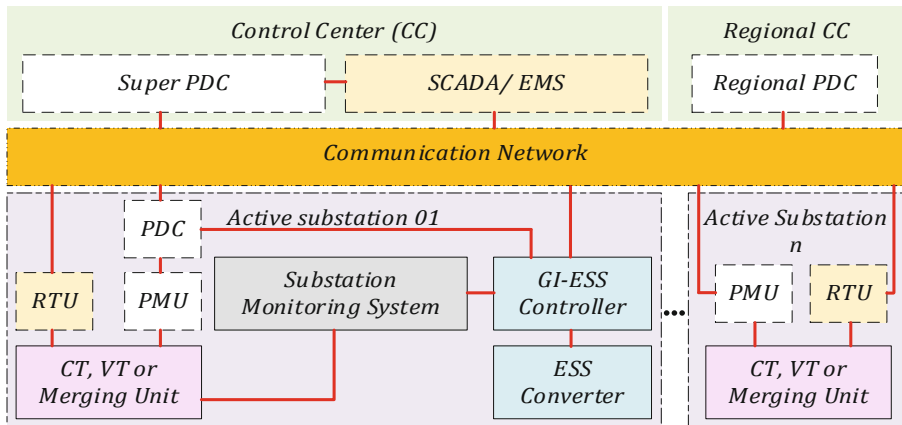 Control Center (CC)
Regional CC
Super PDC
SCADA/ EMS
Regional PDC
Communication Network
Active substation 01
PDC
RTU
PMU
Substation
Monitoring System
GI-ESS
Controller
CT, VT or
Merging Unit
ESS
Converter
...
Active Substation
n
PMU
RTU
CT, VT or
Merging Unit